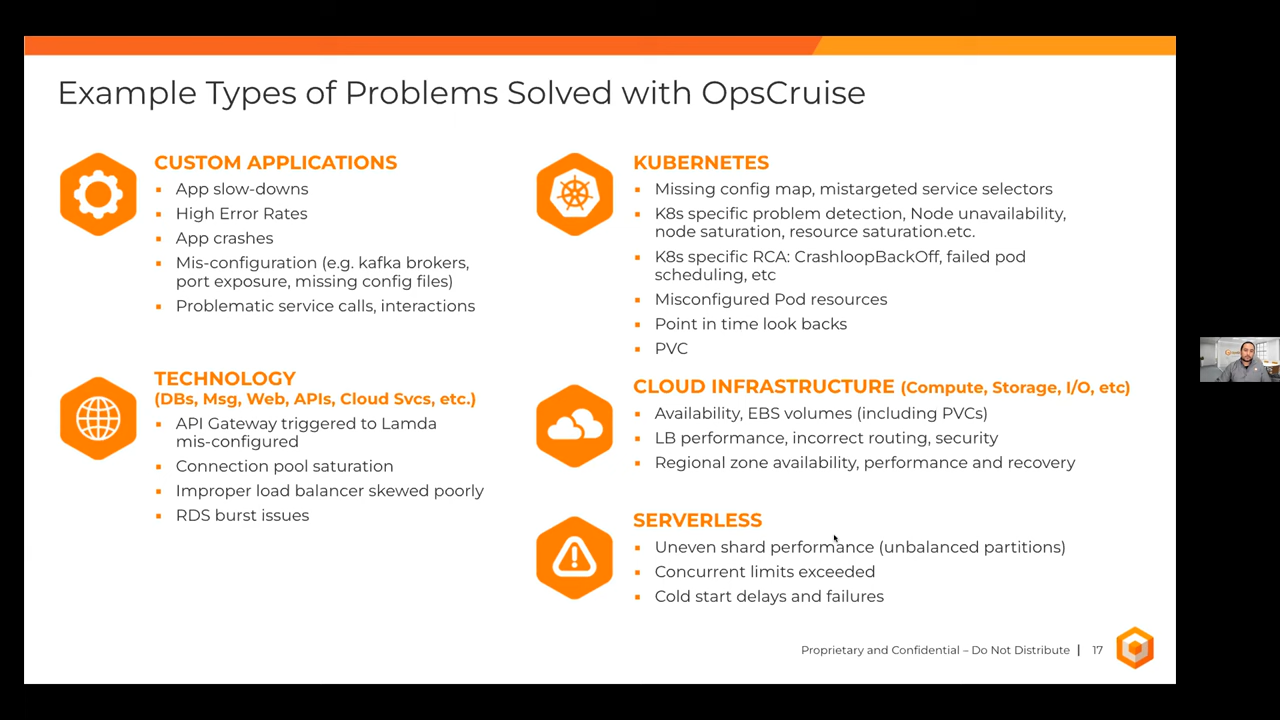 Example Types of Problems Solved with OpsCruise
CUSTOM APPLICATIONS
▪ App slow-downs
▪ High Error Rates
▪ App crashes
▪ Mis-configuration (e.g. kafka brokers,
port exposure, missing config files)
▪ Problematic service calls, interactions
TECHNOLOGY
(DBs, Msg, Web, APIs, Cloud Svcs, etc.)
▪ API Gateway triggered to Lamda
mis-configured
▪ Connection pool saturation
▪ Improper load balancer skewed poorly
▪ RDS burst issues
KUBERNETES
▪ Missing config map, mistargeted service selectors
▪ K8s specific problem detection, Node unavailability,
node saturation, resource saturation.etc.
▪ K8s specific RCA: CrashloopBackOff, failed pod
scheduling, etc
▪ Misconfigured Pod resources
▪ Point in time look backs
▪ PVC
CLOUD INFRASTRUCTURE (Compute, Storage, I/O, etc)
▪ Availability, EBS volumes (including PVCs)
▪ LB performance, incorrect routing, security
▪ Regional zone availability, performance and recovery
SERVERLESS
▪ Uneven shard performance (unbalanced partitions)
▪ Concurrent limits exceeded
▪ Cold start delays and failures
Proprietary and Confidential – Do Not Distribute | 17